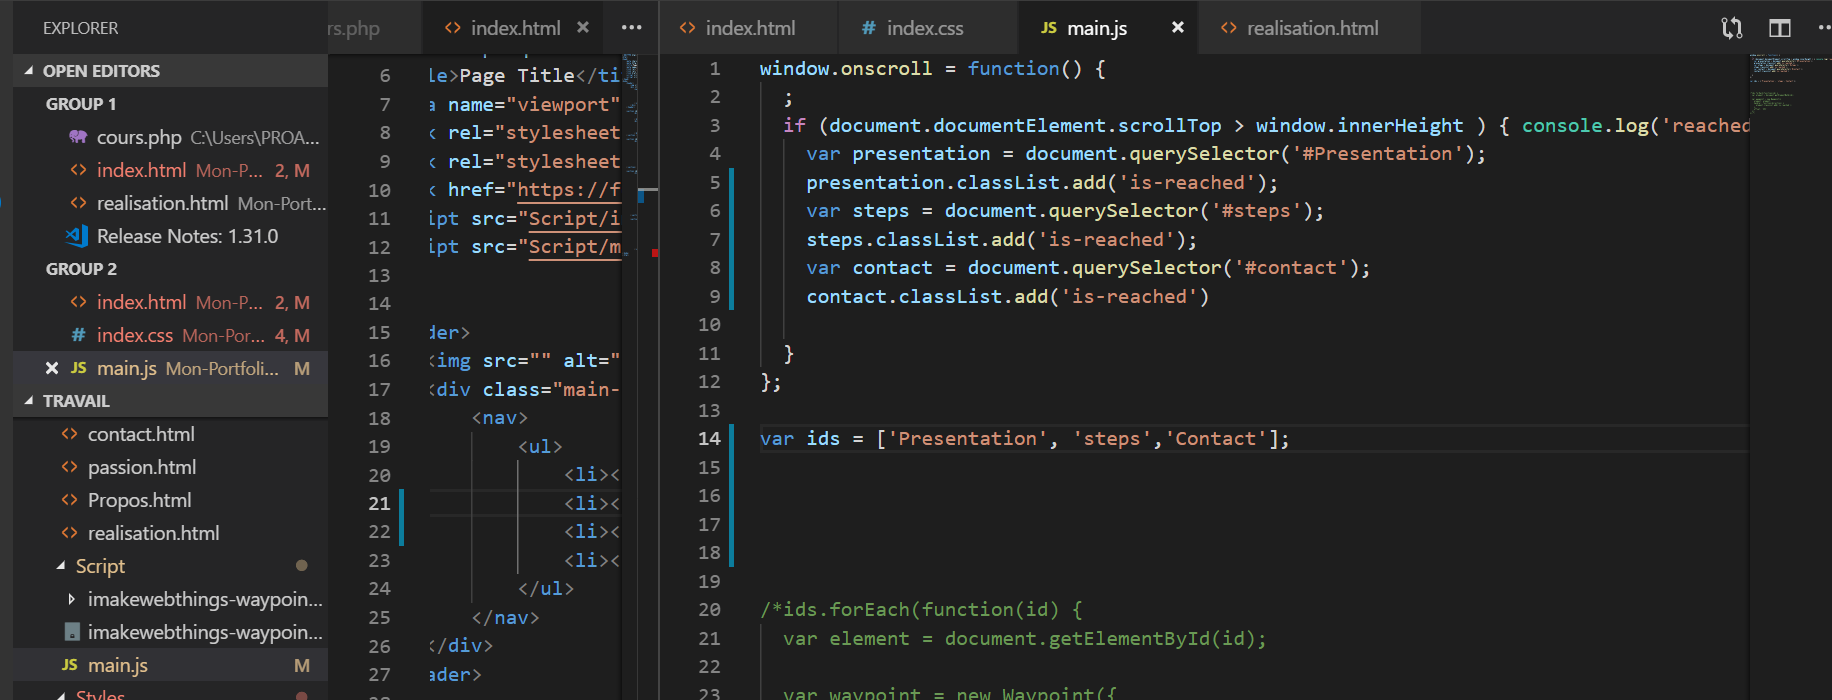 EXPLORER
OPEN EDITORS
GROUP 1
cours.php C:\Users\PROA...
index.html Mon-P... 2, M
realisation.html Mon-Port...
Release Notes: 1.31.0
GROUP 2
index.html Mon-P... 2, M
index.css Mon-Por... 4, M
main.js Mon-Portfoli... M
TRAVAIL
contact.html
passion.html
Propos.html
realisation.html
Script
imakewebthings-waypoin...
imakewebthings-waypoin...
JS main.js M
Styles
rs.php <> index.html × ...
6 le>Page Title</ti
7 a name="viewport"
8 < rel="stylesheet
9 < rel="stylesheet
10 < href="https://f
11 ipt src="Script/i
12 ipt src="Script/m
13
14
15 der>
16 <img src="" alt="
17 <div class="main-
18 <nav>
19 <ul>
20 <li><
21 <li><
22 <li><
23 <li><
24 </ul>
25 </nav>
26 </div>
27 ader>
<> index.html # index.css JS main.js × <> realisation.html
1 window.onscroll = function() {
2 ;
3 if (document.documentElement.scrollTop > window.innerHeight ) { console.log('reached
4 var presentation = document.querySelector('#Presentation');
5 presentation.classList.add('is-reached');
6 var steps = document.querySelector('#steps');
7 steps.classList.add('is-reached');
8 var contact = document.querySelector('#contact');
9 contact.classList.add('is-reached')
10
11 }
12 };
13
14 var ids = ['Presentation', 'steps','Contact'];
15
16
17
18
19
20 /*ids.forEach(function(id) {
21 var element = document.getElementById(id);
22
23 var waypoint = new Waypoint({